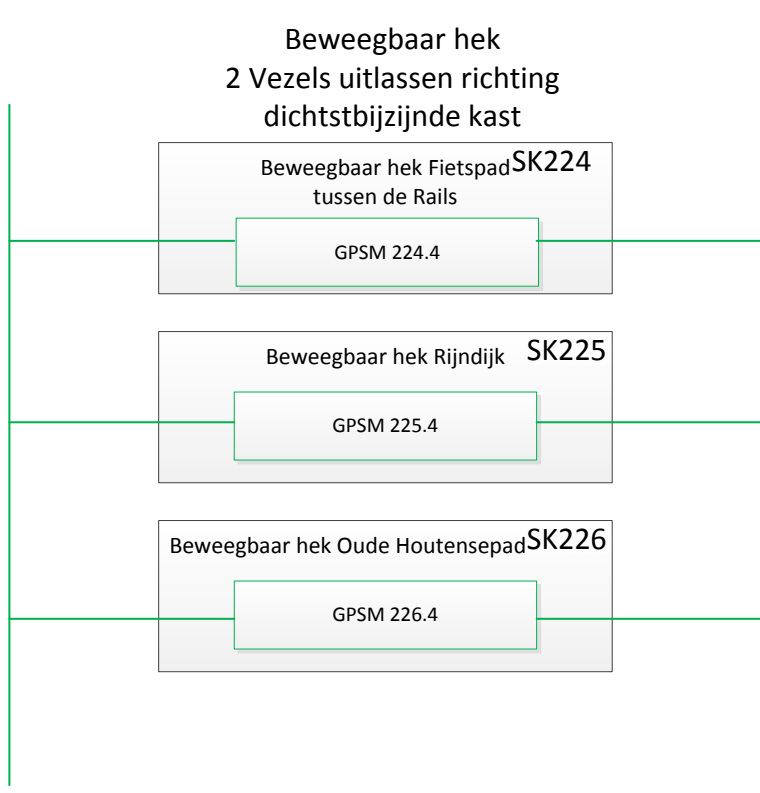 Beweegbaar hek
2 Vezels uitlassen richting
dichtstbijzijnde kast
Beweegbaar hek Fietspad SK224
tussen de Rails
GPSM 224.4
Beweegbaar hek Rijndijk SK225
GPSM 225.4
Beweegbaar hek Oude Houtensepad SK226
GPSM 226.4